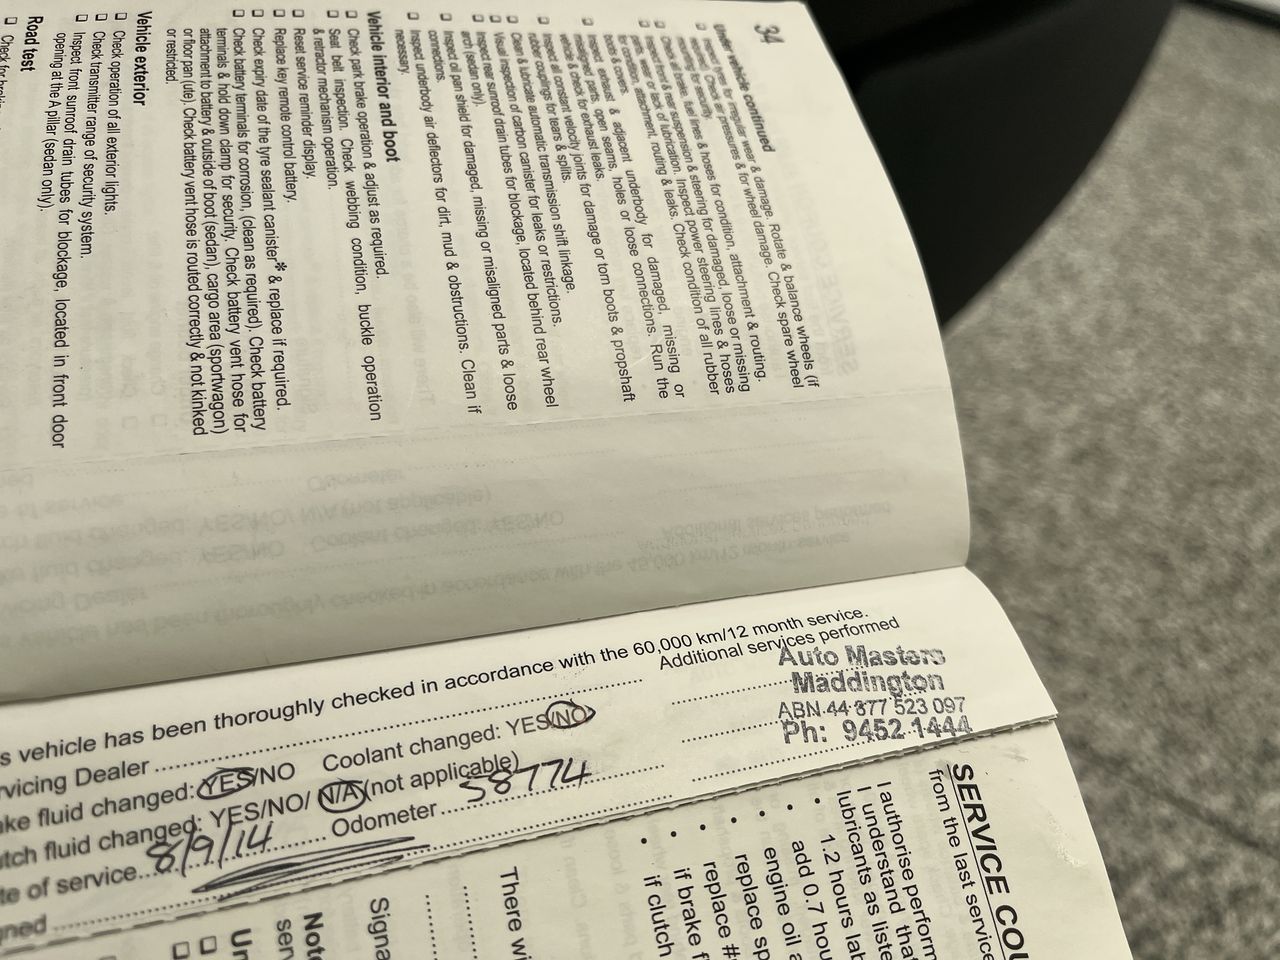 34
Under vehicle continued
❏ Inspect tyres for irregular wear & damage. Rotate & balance wheels (if
required). Check air pressures & for wheel damage. Check spare wheel
mounting for security.
❏ Check all brake, fuel lines & hoses for condition, attachment & routing.
❏ Inspect front & rear suspension & steering for damaged, loose or missing
parts, wear or lack of lubrication. Inspect power steering lines & hoses
for condition, attachment, routing & leaks. Check condition of all rubber
boots & covers.
❏ Inspect exhaust & adjacent underbody for damaged, missing or
misaligned parts, open seams, holes or loose connections. Run the
vehicle & check for exhaust leaks.
❏ Inspect all constant velocity joints for damage or torn boots & propshaft
rubber couplings for tears & splits.
❏ Clean & lubricate automatic transmission shift linkage.
❏ Visual inspection of carbon canister for leaks or restrictions.
❏ Inspect rear sunroof drain tubes for blockage, located behind rear wheel
arch (sedan only).
❏ Inspect oil pan shield for damaged, missing or misaligned parts & loose
connections.
❏ Inspect underbody air deflectors for dirt, mud & obstructions. Clean if
necessary.
Vehicle interior and boot
❏ Check park brake operation & adjust as required.
❏ Seat belt inspection. Check webbing condition, buckle operation
& retractor mechanism operation.
❏ Reset service reminder display.
❏ Replace key remote control battery.
❏ Check expiry date of the tyre sealant canister* & replace if required.
❏ Check battery terminals for corrosion, (clean as required). Check battery
terminals & hold down clamp for security. Check battery vent hose for
attachment to battery & outside of boot (sedan), cargo area (sportwagon)
or floor pan (ute). Check battery vent hose is routed correctly & not kinked
or restricted.
Vehicle exterior
❏ Check operation of all exterior lights.
❏ Check transmitter range of security system.
❏ Inspect front sunroof drain tubes for blockage, located in front door
opening at the A pillar (sedan only).
Road test
❏ Check for
s vehicle has been thoroughly checked in accordance with the 60,000 km/12 month service.
rvicing Dealer
Additional services performed
ke fluid changed: YES/NO Coolant changed: YES/NO
tch fluid changed: YES/NO/ N/A (not applicable)
te of service... 8/9/14 Odometer 58774
ned
Auto Masters
Maddington
ABN 44 877 523 097
Ph: 9452 1444
SERVICE COU
from the last service
I authorise perform
I understand that
lubricants as liste
• 1.2 hours lab
• add 0.7 hou
• engine oil a
• replace sp
• replace #
• if brake f
• if clutch
There wi
Signa
Note
ser
Un